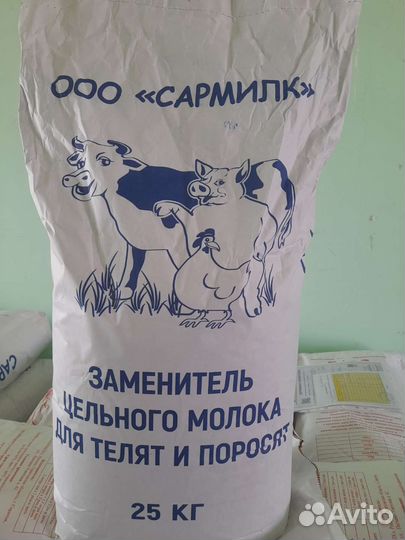 ООО «САРМИЛК»
ЗАМЕНИТЕЛЬ
ЦЕЛЬНОГО МОЛОКА
ДЛЯ ТЕЛЯТ И ПОРОСЯТ
25 КГ
Avito